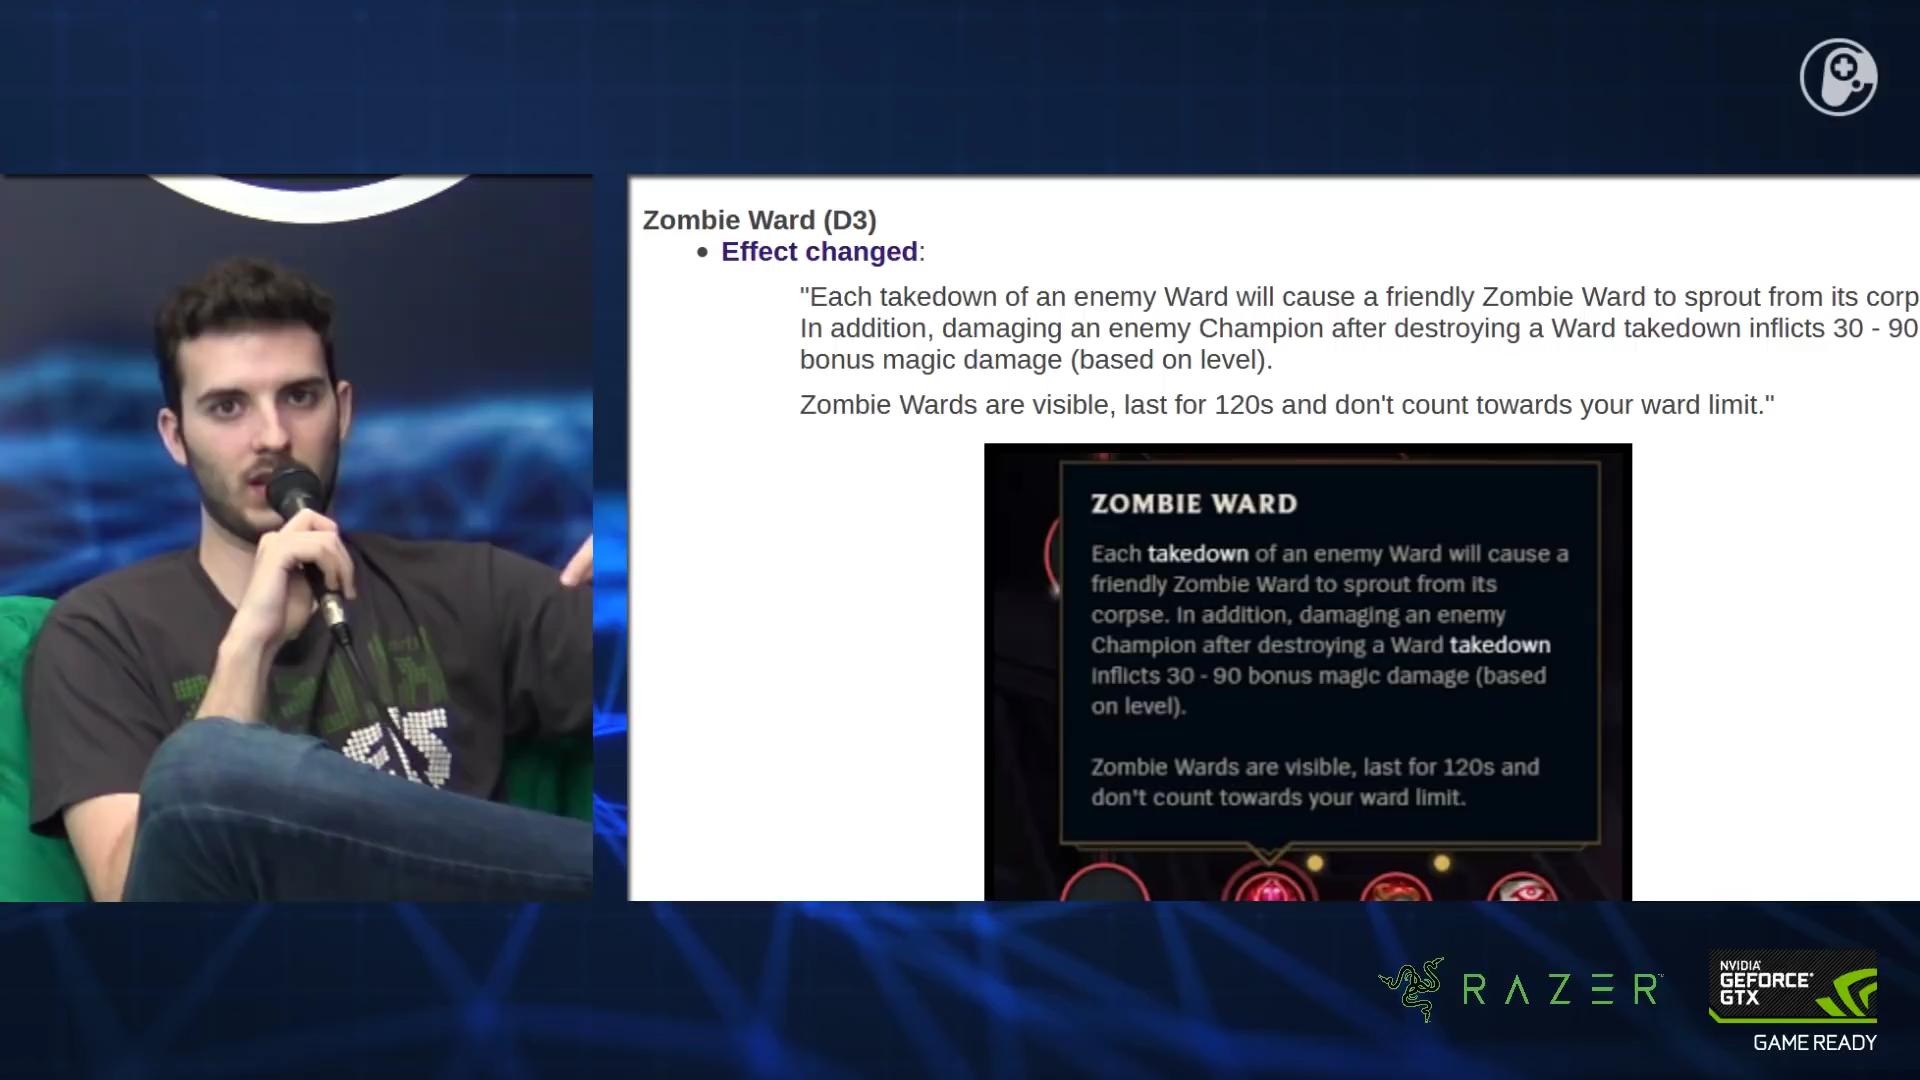 Zombie Ward (D3)
Effect changed:
"Each takedown of an enemy Ward will cause a friendly Zombie Ward to sprout from its corp
In addition, damaging an enemy Champion after destroying a Ward takedown inflicts 30 - 90
bonus magic damage (based on level).
Zombie Wards are visible, last for 120s and don't count towards your ward limit."
ZOMBIE WARD
Each takedown of an enemy Ward will cause a
friendly Zombie Ward to sprout from its
corpse. In addition, damaging an enemy
Champion after destroying a Ward takedown
inflicts 30 - 90 bonus magic damage (based
on level).
Zombie Wards are visible, last for 120s and
don't count towards your ward limit.
RAZER
NVIDIA
GEFORCE
GTX
GAME READY